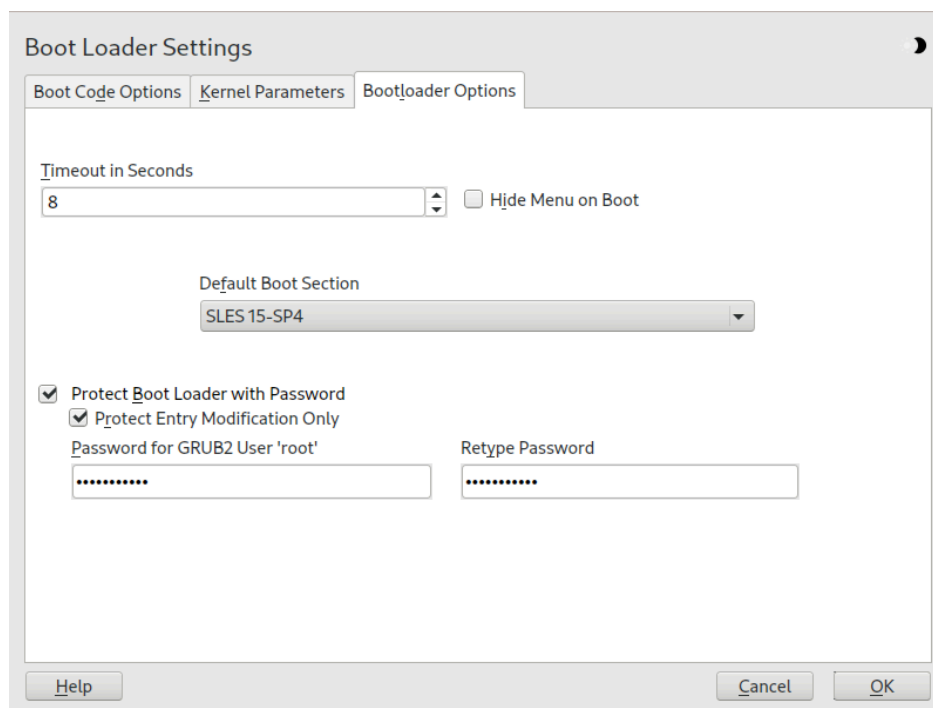 Boot Loader Settings
Boot Code Options Kernel Parameters Bootloader Options
Timeout in Seconds
8 Hide Menu on Boot
Default Boot Section
SLES 15-SP4
Protect Boot Loader with Password
Protect Entry Modification Only
Password for GRUB2 User 'root' Retype Password
••••••••••• •••••••••••
Help Cancel OK